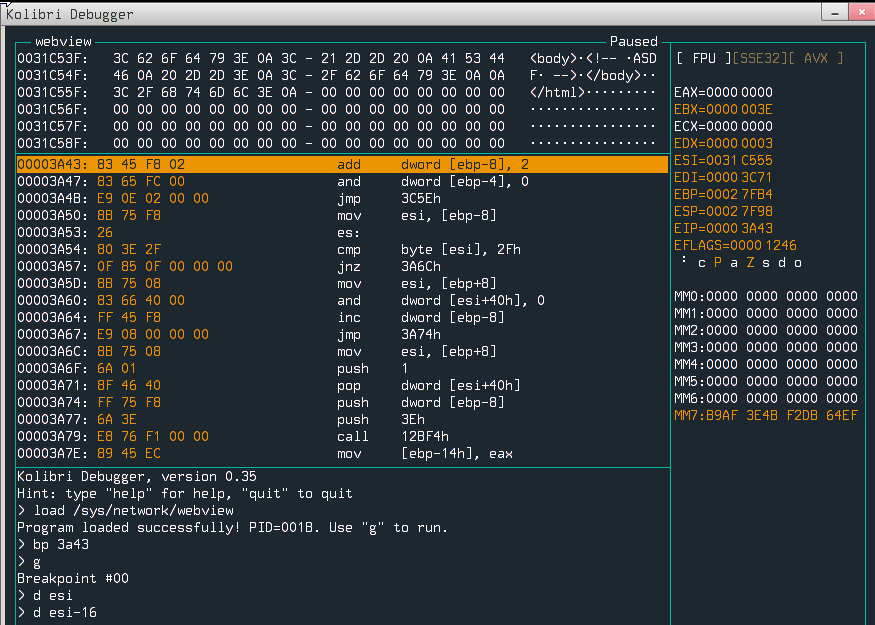 Kolibri Debugger
webview
Paused
0031C53F: 3C 62 6F 64 79 3E 0A 3C - 21 2D 2D 20 0A 41 53 44 <body>·<!-- ·ASD
0031C54F: 46 0A 20 2D 2D 3E 0A 3C - 2F 62 6F 64 79 3E 0A 0A F· -->·</body>··
0031C55F: 3C 2F 68 74 6D 6C 3E 0A - 00 00 00 00 00 00 00 00 </html>·········
0031C56F: 00 00 00 00 00 00 00 00 - 00 00 00 00 00 00 00 00 ················
0031C57F: 00 00 00 00 00 00 00 00 - 00 00 00 00 00 00 00 00 ················
0031C58F: 00 00 00 00 00 00 00 00 - 00 00 00 00 00 00 00 00 ················
00003A43: 83 45 F8 02 add dword [ebp-8], 2
00003A47: 83 65 FC 00 and dword [ebp-4], 0
00003A4B: E9 0E 02 00 00 jmp 3C5Eh
00003A50: 8B 75 F8 mov esi, [ebp-8]
00003A53: 26 es:
00003A54: 80 3E 2F cmp byte [esi], 2Fh
00003A57: 0F 85 0F 00 00 00 jnz 3A6Ch
00003A5D: 8B 75 08 mov esi, [ebp+8]
00003A60: 83 66 40 00 and dword [esi+40h], 0
00003A64: FF 45 F8 inc dword [ebp-8]
00003A67: E9 08 00 00 00 jmp 3A74h
00003A6C: 8B 75 08 mov esi, [ebp+8]
00003A6F: 6A 01 push 1
00003A71: 8F 46 40 pop dword [esi+40h]
00003A74: FF 75 F8 push dword [ebp-8]
00003A77: 6A 3E push 3Eh
00003A79: E8 76 F1 00 00 call 12BF4h
00003A7E: 89 45 EC mov [ebp-14h], eax
Kolibri Debugger, version 0.35
Hint: type "help" for help, "quit" to quit
> load /sys/network/webview
Program loaded successfully! PID=001B. Use "g" to run.
> bp 3a43
> g
Breakpoint #00
> d esi
> d esi-16
[ FPU ][SSE32][ AVX ]
EAX=0000 0000
EBX=0000 003E
ECX=0000 0000
EDX=0000 0003
ESI=0031 C555
EDI=0000 3C71
EBP=0002 7FB4
ESP=0002 7F98
EIP=0000 3A43
EFLAGS=0000 1246
: c P a Z s d o
MM0:0000 0000 0000 0000
MM1:0000 0000 0000 0000
MM2:0000 0000 0000 0000
MM3:0000 0000 0000 0000
MM4:0000 0000 0000 0000
MM5:0000 0000 0000 0000
MM6:0000 0000 0000 0000
MM7:B9AF 3E4B F2DB 64EF